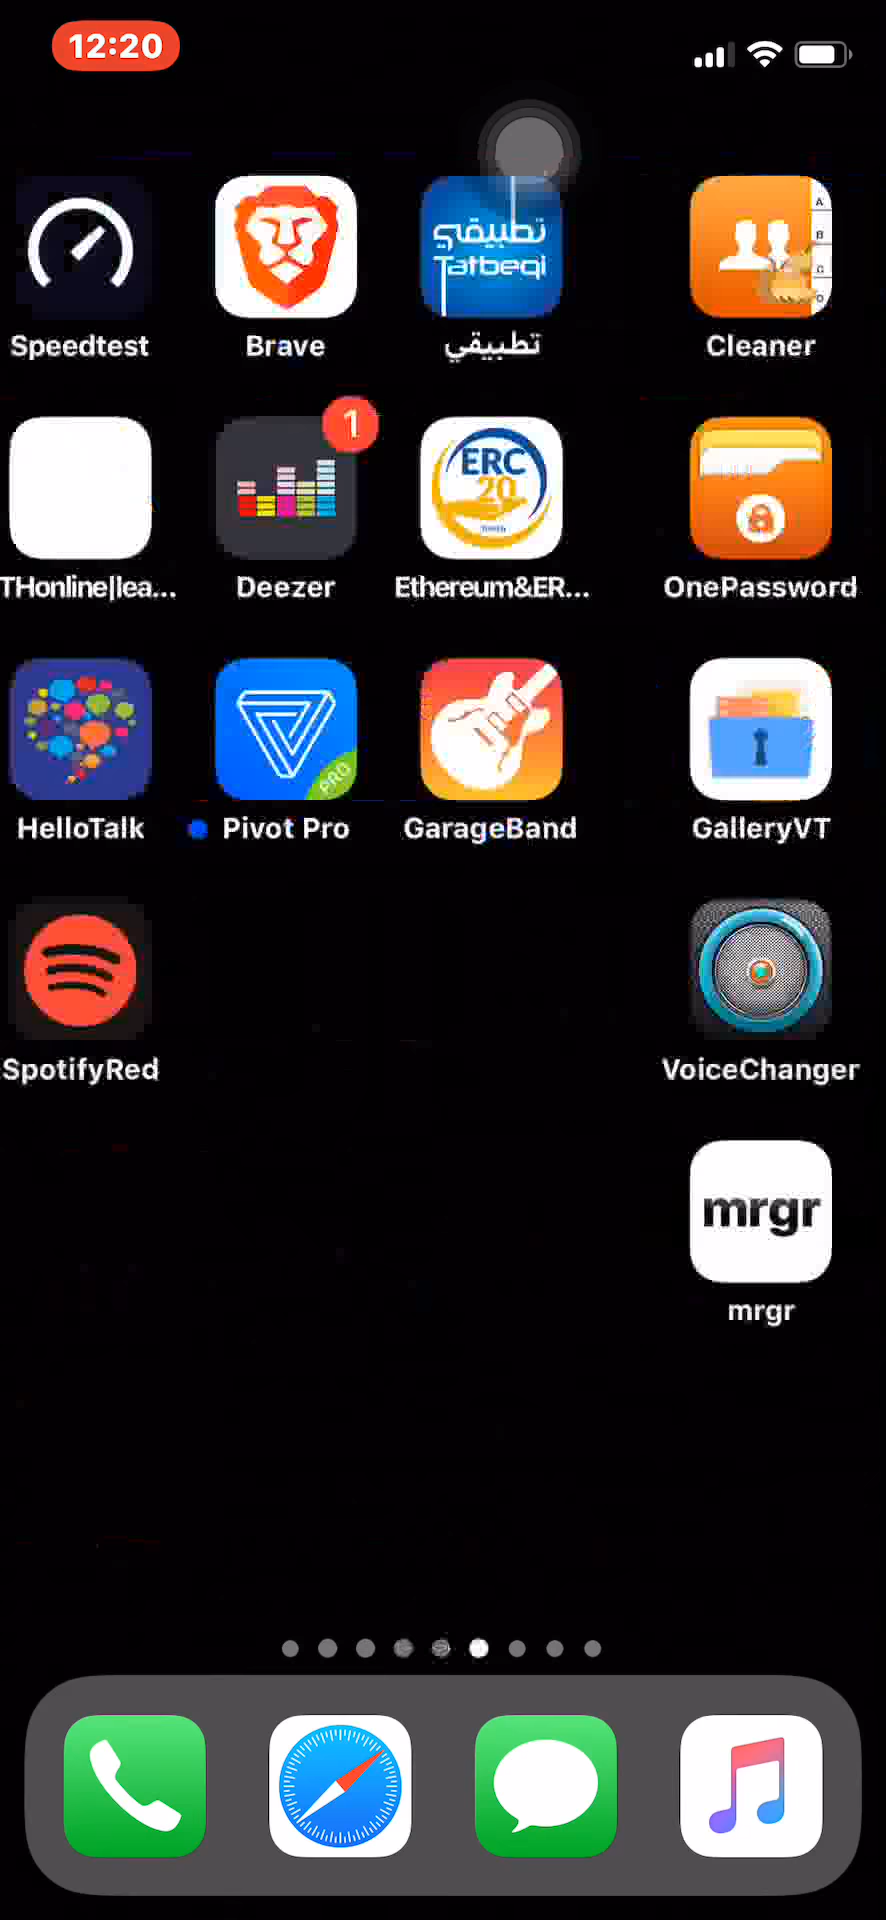 12:20
تطبيقي
Tatbeqi
A
B
C
D
Speedtest
Brave
تطبيقي
Cleaner
1
ERC
20
THonline|lea...
Deezer
Ethereum&ER...
OnePassword
PRO
HelloTalk
Pivot Pro
GarageBand
GalleryVT
SpotifyRed
VoiceChanger
mrgr
mrgr